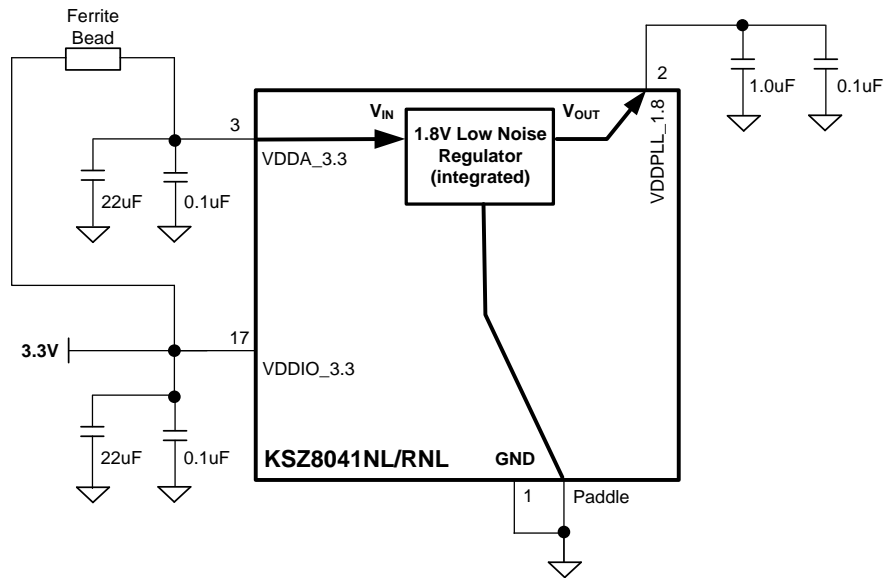 Ferrite
Bead
2
1.0uF
0.1uF
3
VIN
VOUT
1.8V Low Noise
Regulator
(integrated)
VDDPLL_1.8
VDDA_3.3
22uF
0.1uF
17
3.3V
VDDIO_3.3
22uF
0.1uF
KSZ8041NL/RNL
GND
1
Paddle